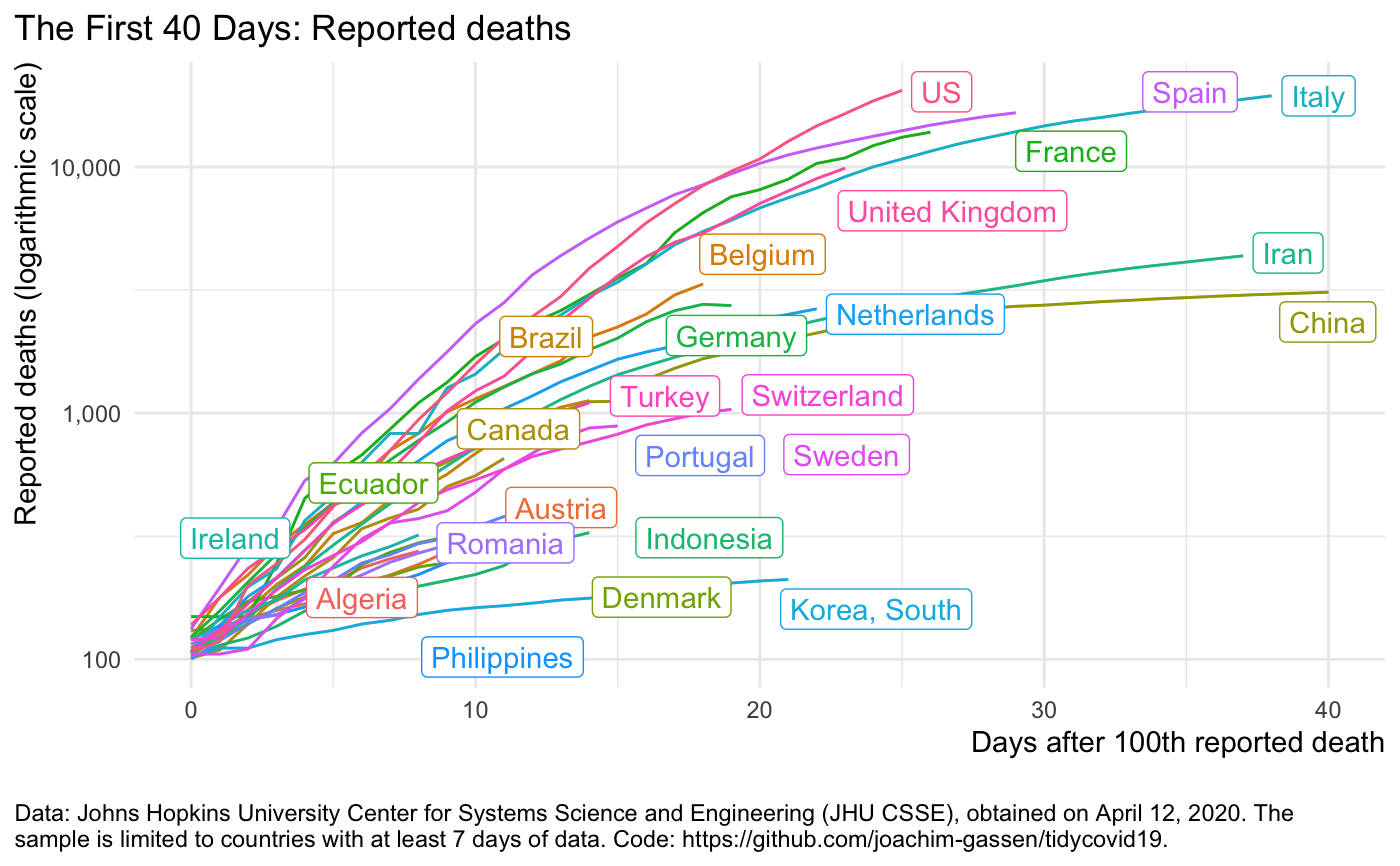 The First 40 Days: Reported deaths
Reported deaths (logarithmic scale)
10,000
1,000
100
US
Spain
Italy
France
United Kingdom
Belgium
Iran
Netherlands
Brazil
Germany
China
Turkey
Switzerland
Canada
Portugal
Sweden
Ecuador
Austria
Ireland
Romania
Indonesia
Algeria
Denmark
Korea, South
Philippines
0
10
20
30
40
Days after 100th reported death
Data: Johns Hopkins University Center for Systems Science and Engineering (JHU CSSE), obtained on April 12, 2020. The
sample is limited to countries with at least 7 days of data. Code: https://github.com/joachim-gassen/tidycovid19.